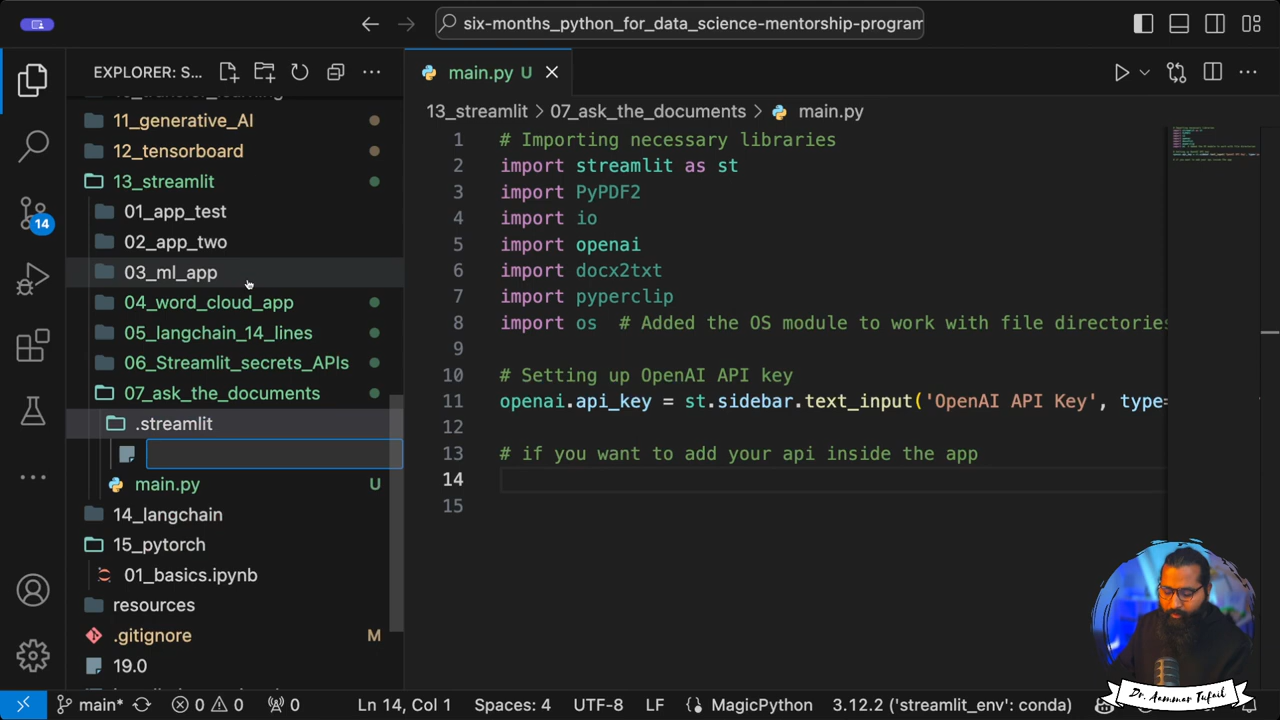 six-months_python_for_data_science-mentorship-program
EXPLORER: S...
main.py U
13_streamlit > 07_ask_the_documents > main.py
11_generative_AI
12_tensorboard
13_streamlit
01_app_test
02_app_two
03_ml_app
04_word_cloud_app
05_langchain_14_lines
06_Streamlit_secrets_APIs
07_ask_the_documents
.streamlit
main.py U
14_langchain
15_pytorch
01_basics.ipynb
resources
.gitignore M
19.0
14
1 # Importing necessary libraries
2 import streamlit as st
3 import PyPDF2
4 import io
5 import openai
6 import docx2txt
7 import pyperclip
8 import os # Added the OS module to work with file directories
9
10 # Setting up OpenAI API key
11 openai.api_key = st.sidebar.text_input('OpenAI API Key', type=
12
13 # if you want to add your api inside the app
14
15
Dr. Aammar Tufail
main* 0 0 0 Ln 14, Col 1 Spaces: 4 UTF-8 LF MagicPython 3.12.2 ('streamlit_env': conda)